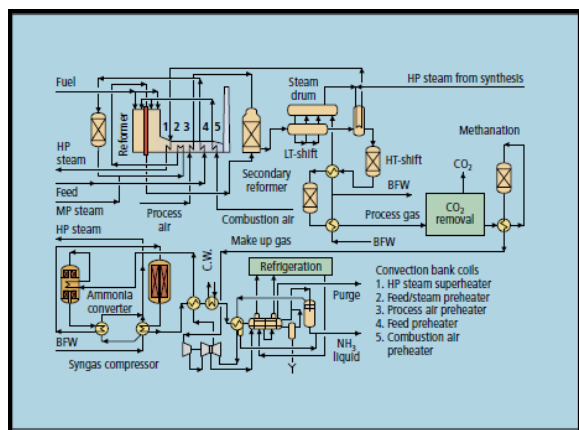 Fuel
Steam
drum
HP steam from synthesis
Reformer
1 2 3 4 5
Methanation
HP
steam
LT-shift
HT-shift
CO2
Secondary
reformer
Feed
BFW
MP steam
Process
air
Combustion air
Process gas
CO2
removal
HP steam
Make up gas
BFW
C.W.
Refrigeration
Convection bank coils
1. HP steam superheater
2. Feed/steam preheater
3. Process air preheater
4. Feed preheater
5. Combustion air
preheater
Purge
Ammonia
converter
BFW
NH3
liquid
Syngas compressor